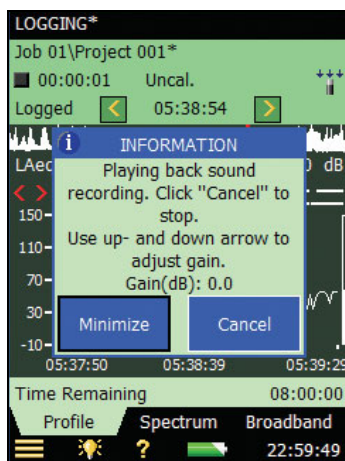 LOGGING*
Job 01\Project 001*
00:00:01 Uncal.
Logged < 05:38:54 >
INFORMATION
LAeq dB
Playing back sound
recording. Click "Cancel" to
stop.
Use up- and down arrow to
adjust gain.
Gain(dB): 0.0
< >
150
110
70
30
-10
Minimize Cancel
05:37:50 05:38:39 05:39:29
Time Remaining 08:00:00
Profile Spectrum Broadband
? 22:59:49